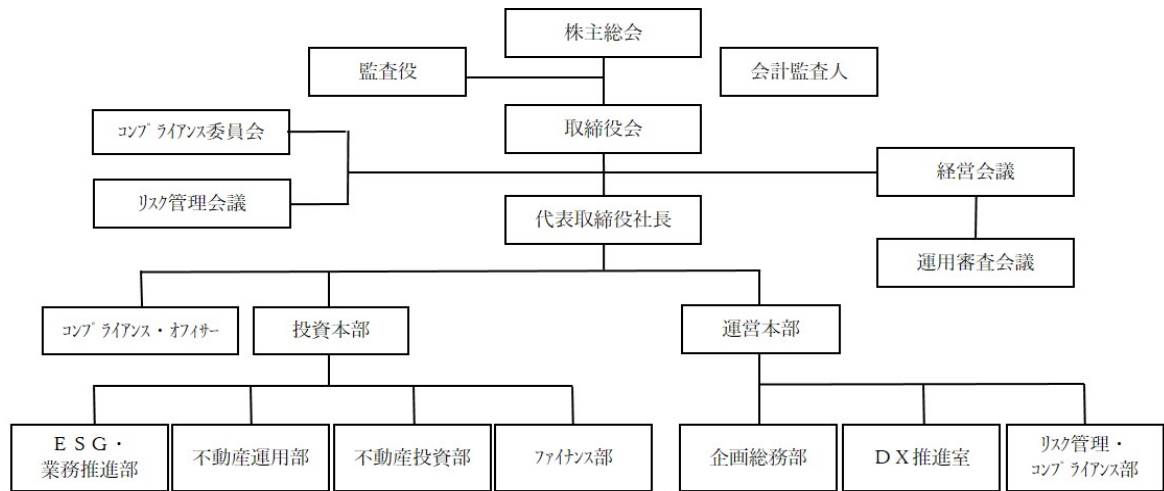 株主総会
監査役
会計監査人
取締役会
ｺﾝﾌﾟﾗｲｱﾝｽ委員会
経営会議
ﾘｽｸ管理会議
代表取締役社長
運用審査会議
ｺﾝﾌﾟﾗｲｱﾝｽ・ｵﾌｨｻｰ
投資本部
運営本部
ＥＳＧ・
業務推進部
不動産運用部
不動産投資部
ﾌｧｲﾅﾝｽ部
企画総務部
ＤＸ推進室
ﾘｽｸ管理・
ｺﾝﾌﾟﾗｲｱﾝｽ部